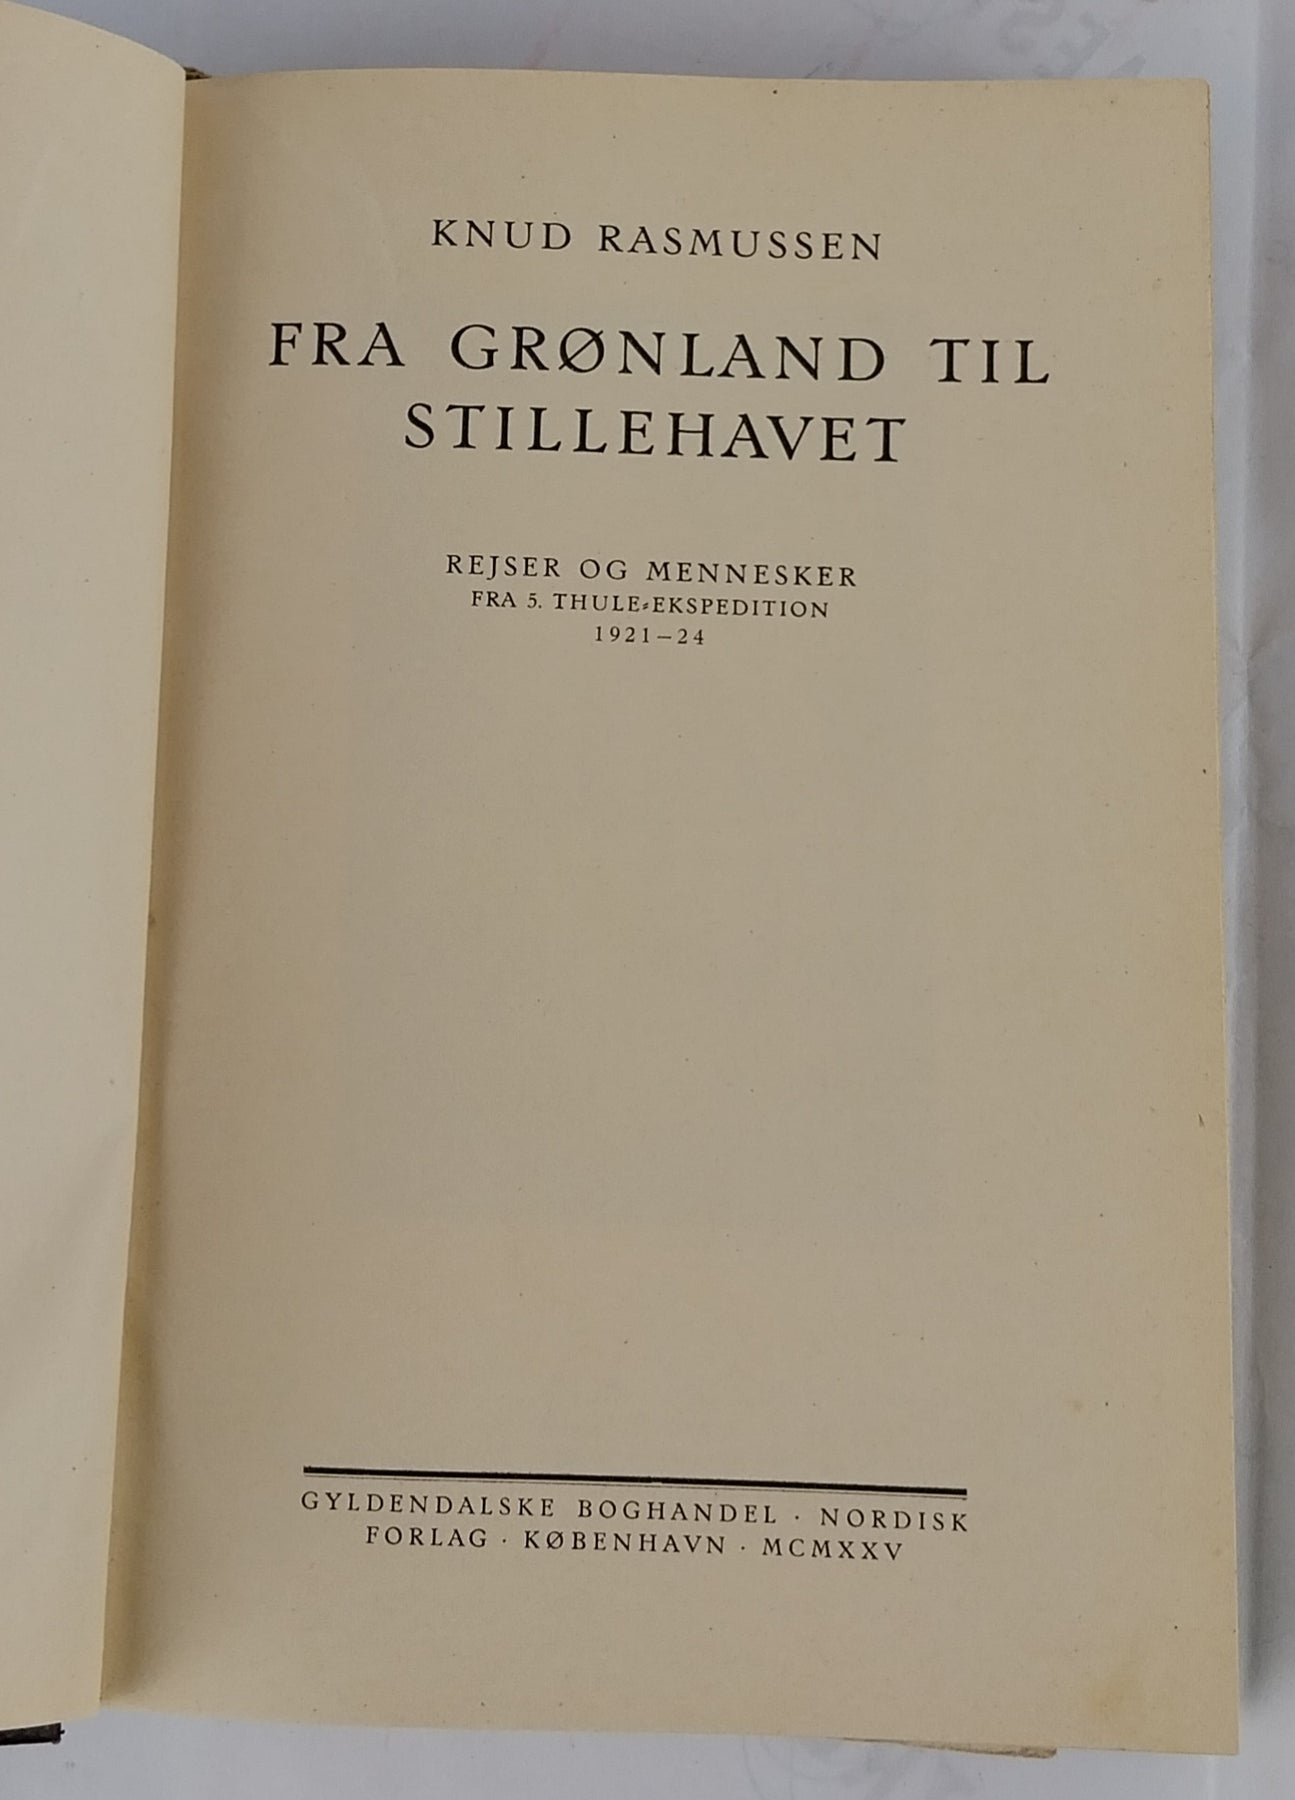 KNUD RASMUSSEN
FRA GRØNLAND TIL
STILLEHAVET
REJSER OG MENNESKER
FRA 5. THULE-EKSPEDITION
1921—24
GYLDENDALSKE BOGHANDEL · NORDISK
FORLAG · KØBENHAVN · MCMXXV